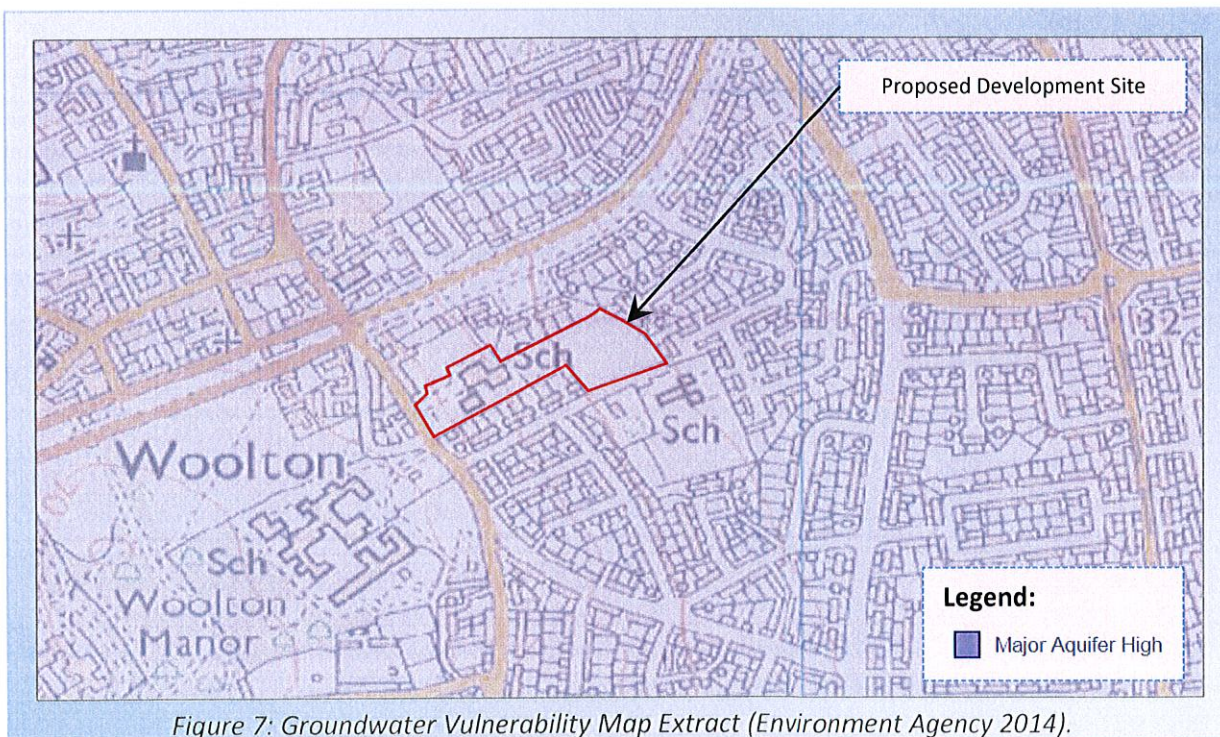 Proposed Development Site
Sch
32
Sch
Woolton
Sch
Woolton
Manor
Legend:
Major Aquifer High
Figure 7: Groundwater Vulnerability Map Extract (Environment Agency 2014).